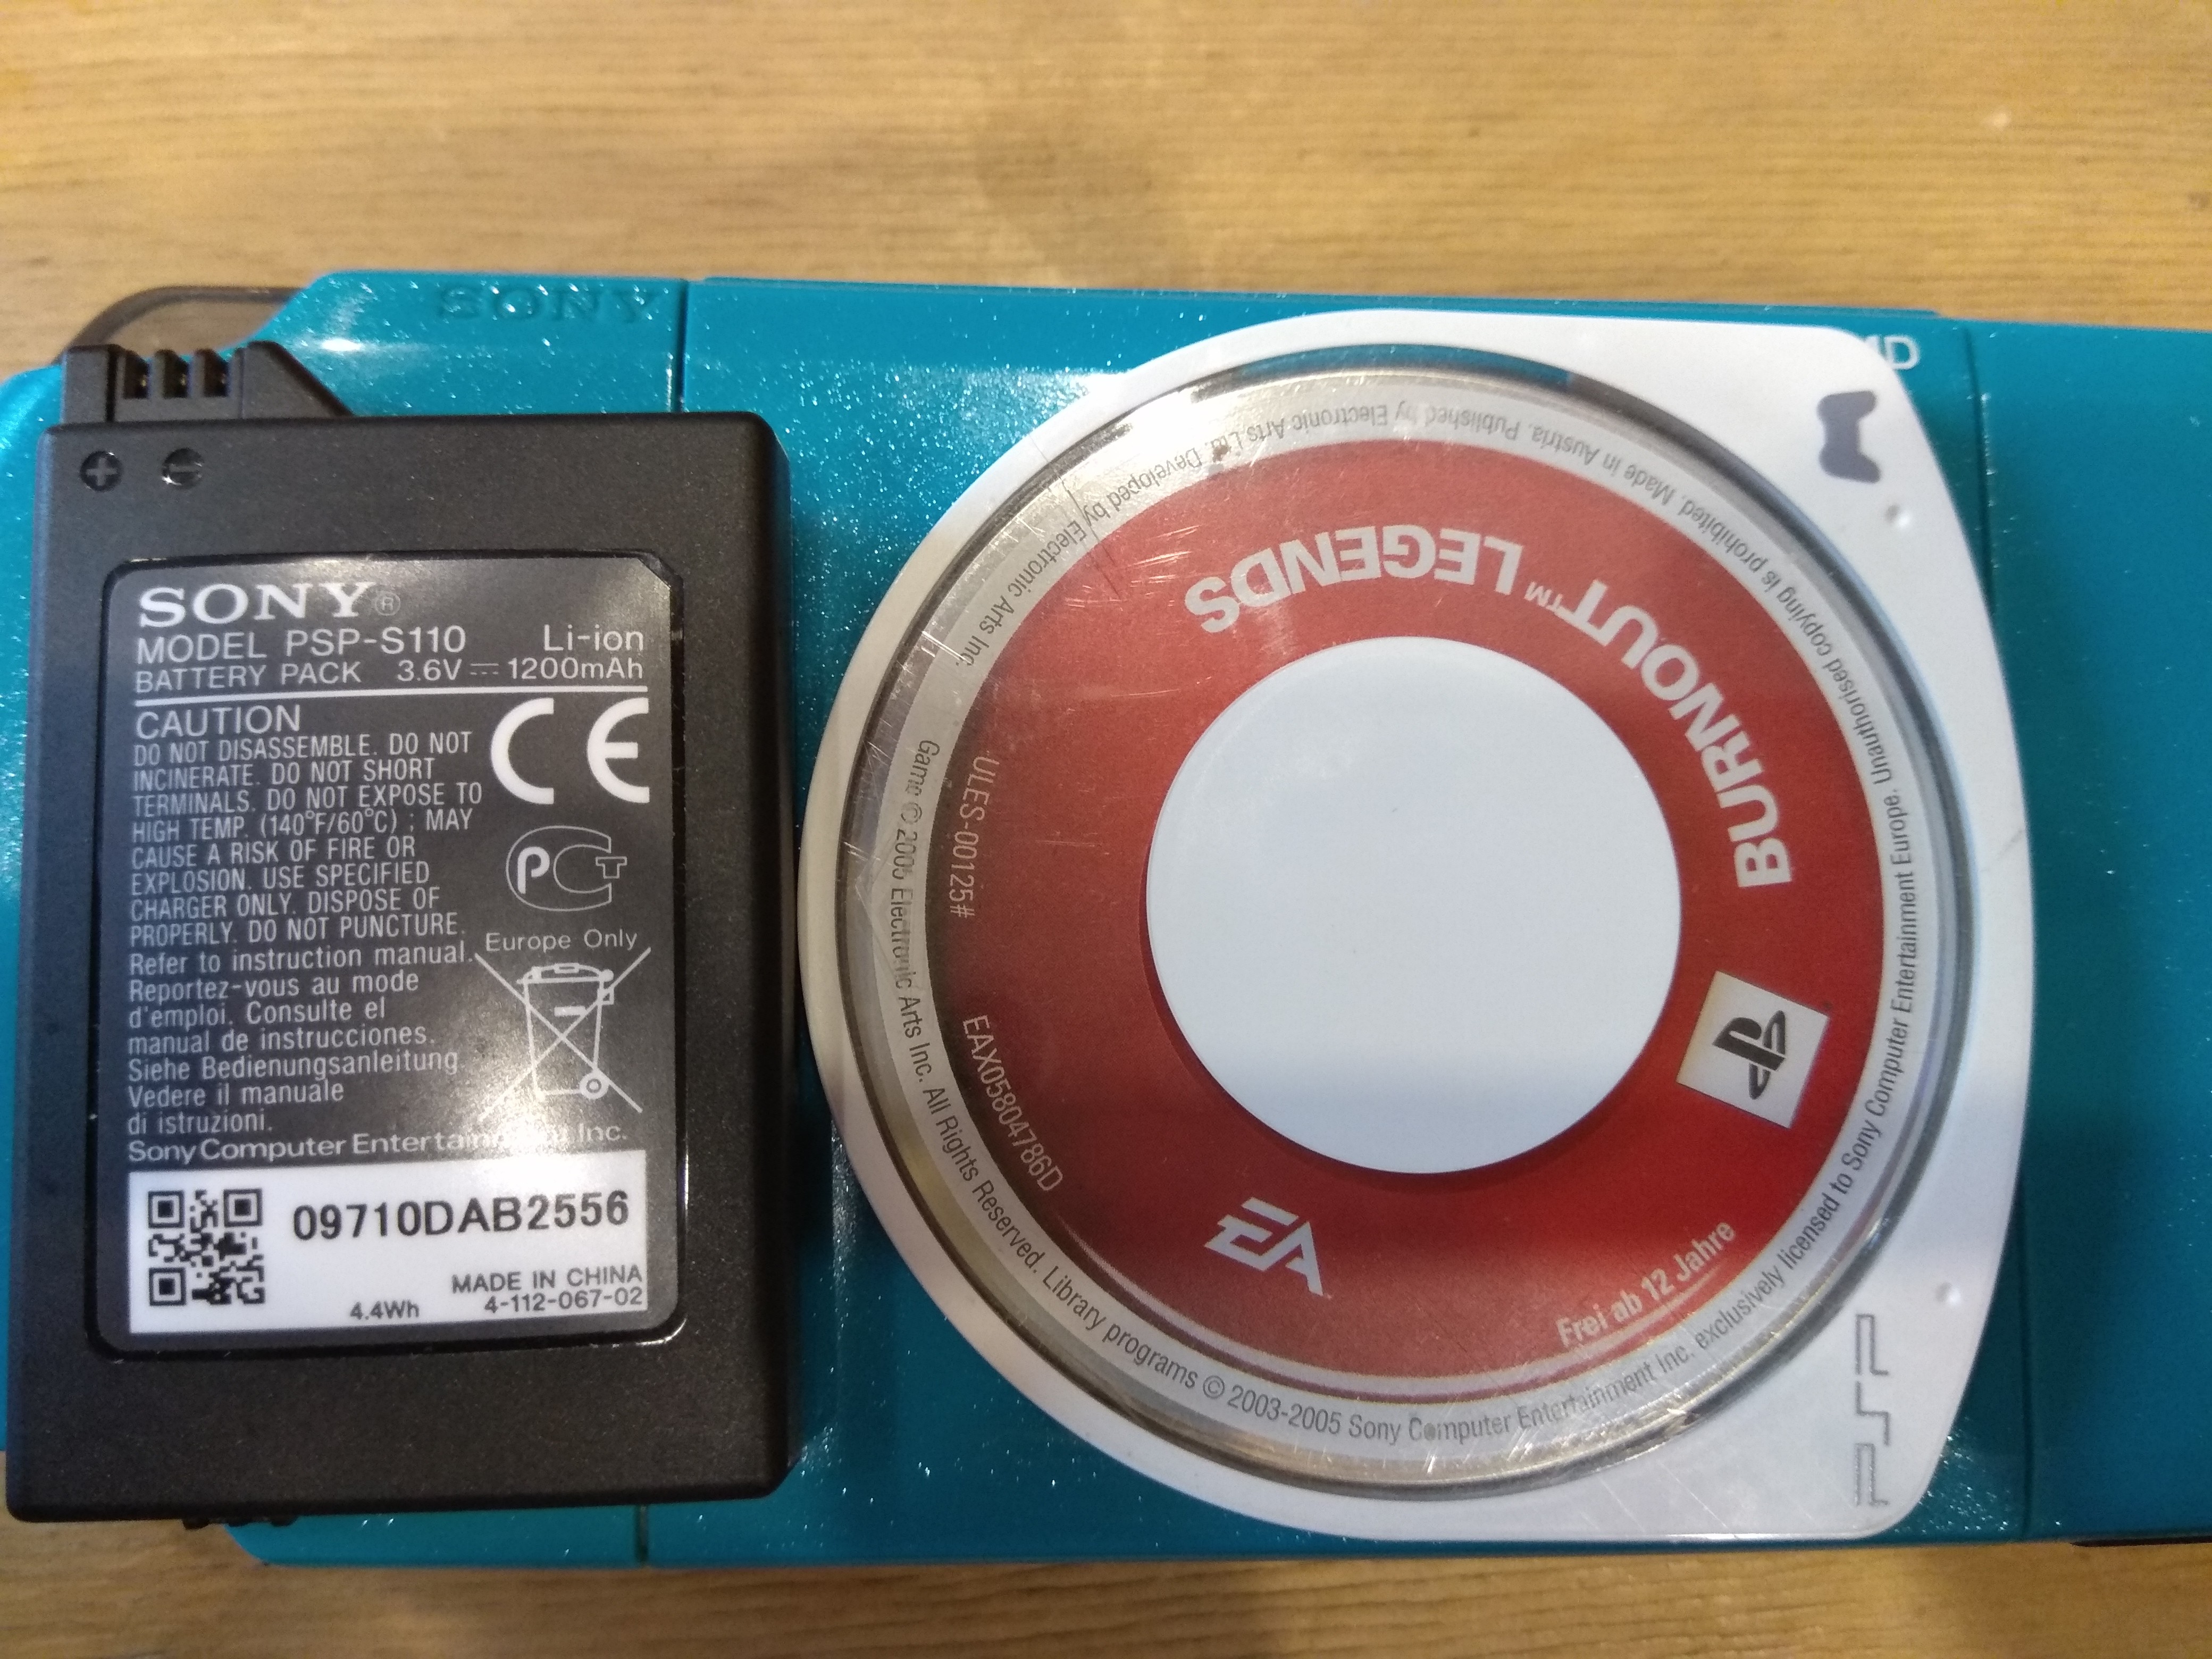 SONY
MD
SONY®
MODEL PSP-S110 Li-ion
BATTERY PACK 3.6V 1200mAh
CAUTION
DO NOT DISASSEMBLE. DO NOT
INCINERATE. DO NOT SHORT
TERMINALS. DO NOT EXPOSE TO
HIGH TEMP. (140°F/60°C) ; MAY
CAUSE A RISK OF FIRE OR
EXPLOSION. USE SPECIFIED
CHARGER ONLY. DISPOSE OF
PROPERLY. DO NOT PUNCTURE.
Refer to instruction manual.
Reportez-vous au mode
d'emploi. Consulte el
manual de instrucciones.
Siehe Bedienungsanleitung.
Vedere il manuale
di istruzioni.
Sony Computer Entertainment Inc.
CE
PCT
Europe Only
09710DAB2556
MADE IN CHINA
4.4Wh 4-112-067-02
BURNOUT™ LEGENDS
ULES-00125#
EAX05804786D
EA
Frei ab 12 Jahre
Game © 2005 Electronic Arts Inc. All Rights Reserved. Library programs © 2003-2005 Sony Computer Entertainment Inc. exclusively licensed to Sony Computer Entertainment Europe. Unauthorised copying is prohibited. Made in Austria. Published by Electronic Arts Ltd. Developed by Electronic Arts Inc.
PSP